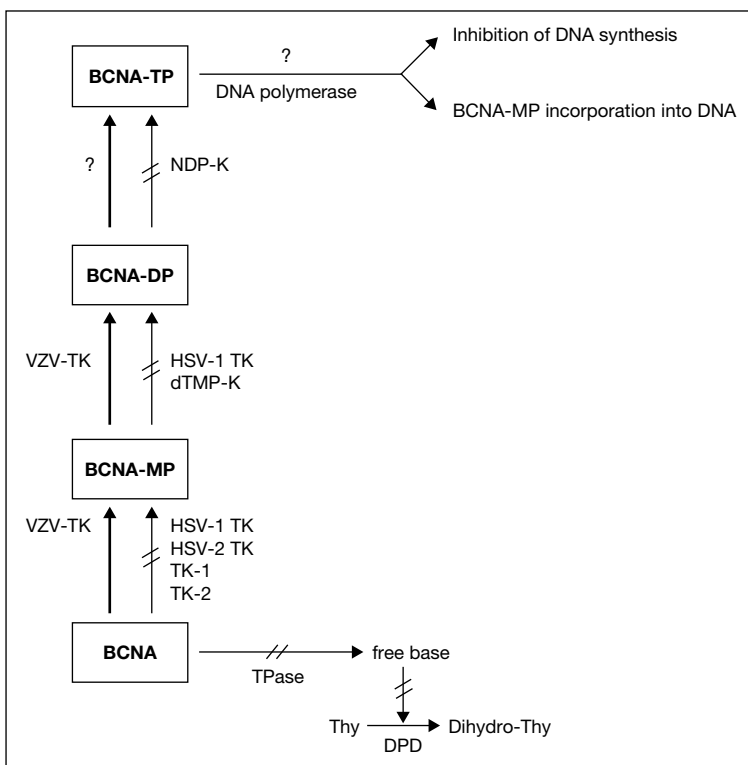 Inhibition of DNA synthesis
?
BCNA-TP
DNA polymerase
BCNA-MP incorporation into DNA
?
NDP-K
BCNA-DP
VZV-TK
HSV-1 TK
dTMP-K
BCNA-MP
VZV-TK
HSV-1 TK
HSV-2 TK
TK-1
TK-2
BCNA
free base
TPase
Thy
Dihydro-Thy
DPD